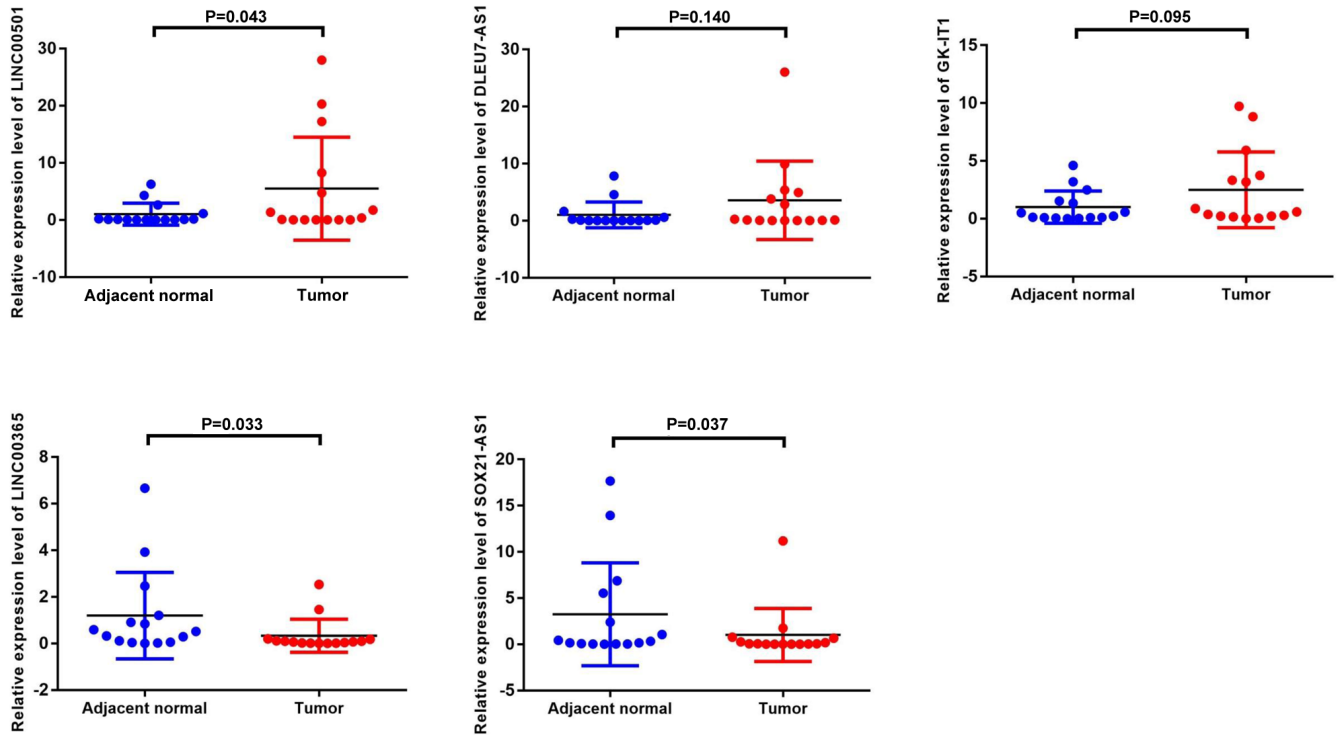 P=0.043
Relative expression level of LINC00501
30
20
10
0
-10
Adjacent normal
Tumor
P=0.140
Relative expression level of DLEU7-AS1
30
20
10
0
-10
Adjacent normal
Tumor
P=0.095
Relative expression level of GK-IT1
15
10
5
0
-5
Adjacent normal
Tumor
P=0.033
Relative expression level of LINC00365
8
6
4
2
0
-2
Adjacent normal
Tumor
P=0.037
Relative expression level of SOX21-AS1
20
15
10
5
0
-5
Adjacent normal
Tumor